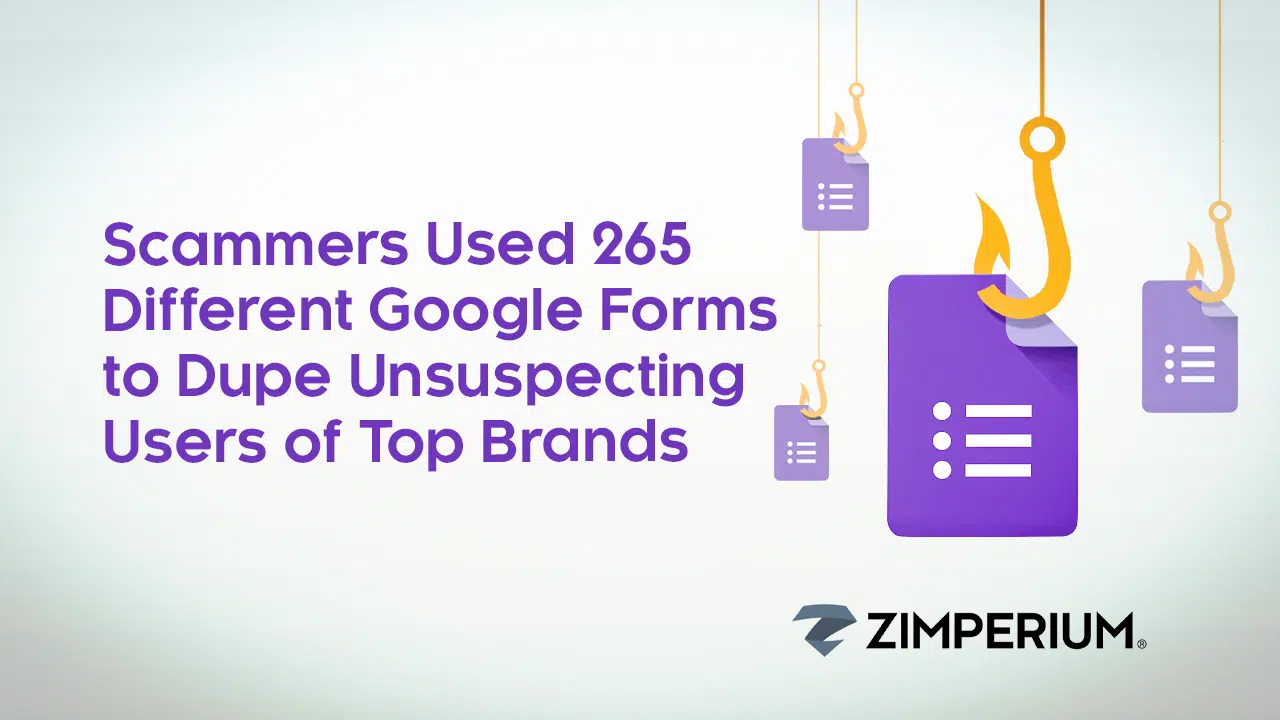 Scammers Used 265
Different Google Forms
to Dupe Unsuspecting
Users of Top Brands
ZIMPERIUM®